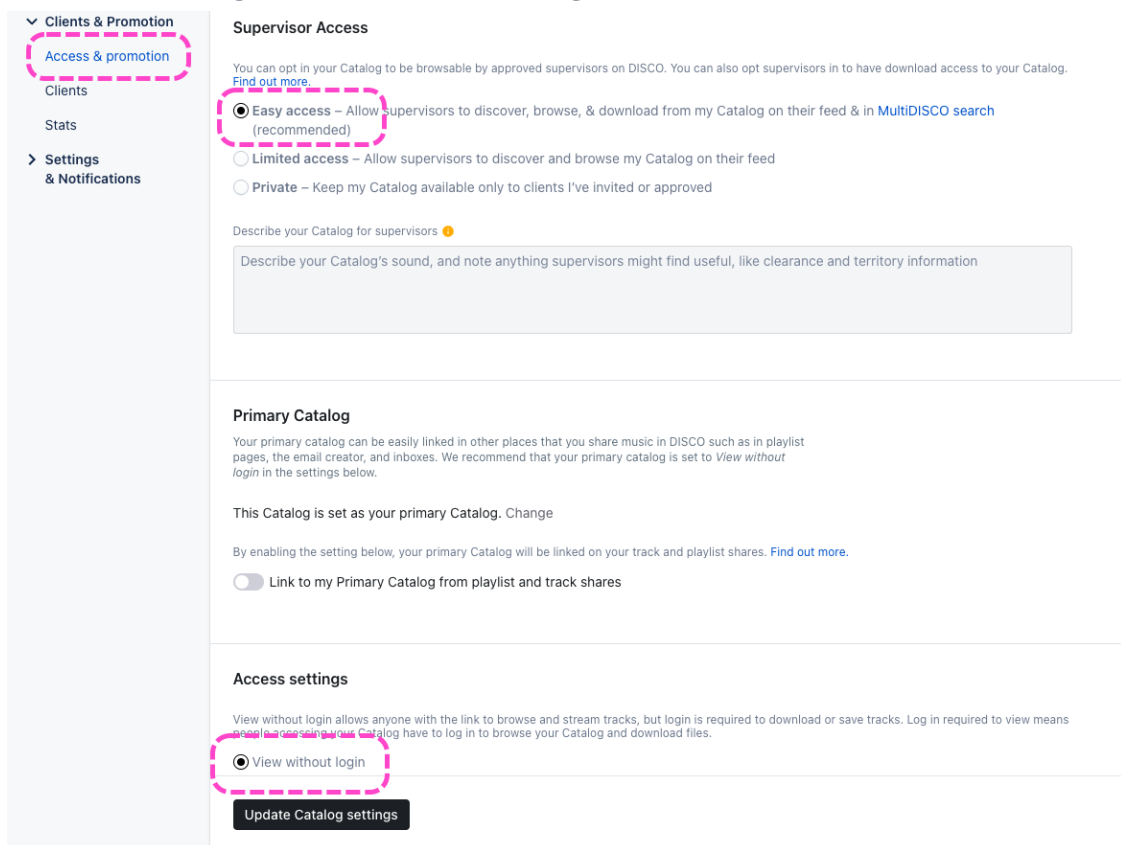 Clients & Promotion
Access & promotion
Clients
Stats
Settings
& Notifications
Supervisor Access
You can opt in your Catalog to be browsable by approved supervisors on DISCO. You can also opt supervisors in to have download access to your Catalog.
Find out more.
Easy access – Allow supervisors to discover, browse, & download from my Catalog on their feed & in MultiDISCO search
(recommended)
Limited access – Allow supervisors to discover and browse my Catalog on their feed
Private – Keep my Catalog available only to clients I've invited or approved
Describe your Catalog for supervisors
Describe your Catalog's sound, and note anything supervisors might find useful, like clearance and territory information
Primary Catalog
Your primary catalog can be easily linked in other places that you share music in DISCO such as in playlist
pages, the email creator, and inboxes. We recommend that your primary catalog is set to View without
login in the settings below.
This Catalog is set as your primary Catalog. Change
By enabling the setting below, your primary Catalog will be linked on your track and playlist shares. Find out more.
Link to my Primary Catalog from playlist and track shares
Access settings
View without login allows anyone with the link to browse and stream tracks, but login is required to download or save tracks. Log in required to view means
people accessing your Catalog have to log in to browse your Catalog and download files.
View without login
Update Catalog settings